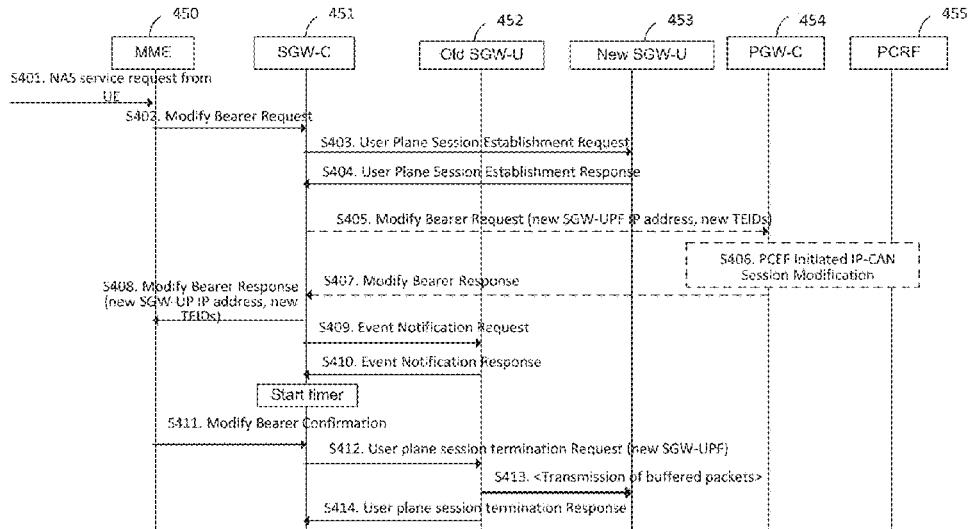 450 451 452 453 454 455
MME SGW-C Old SGW-U New SGW-U PGW-C PCRF
S401. NAS service request from
UE
S402. Modify Bearer Request
S403. User Plane Session Establishment Request
S404. User Plane Session Establishment Response
S405. Modify Bearer Request (new SGW-UPF IP address, new TEIDs)
S406. PCEF Initiated IP-CAN
Session Modification
S407. Modify Bearer Response
S408. Modify Bearer Response
(new SGW-UP IP address, new
TEIDs)
S409. Event Notification Request
S410. Event Notification Response
Start timer
S411. Modify Bearer Confirmation
S412. User plane session termination Request (new SGW-UPF)
S413. <Transmission of buffered packets>
S414. User plane session termination Response